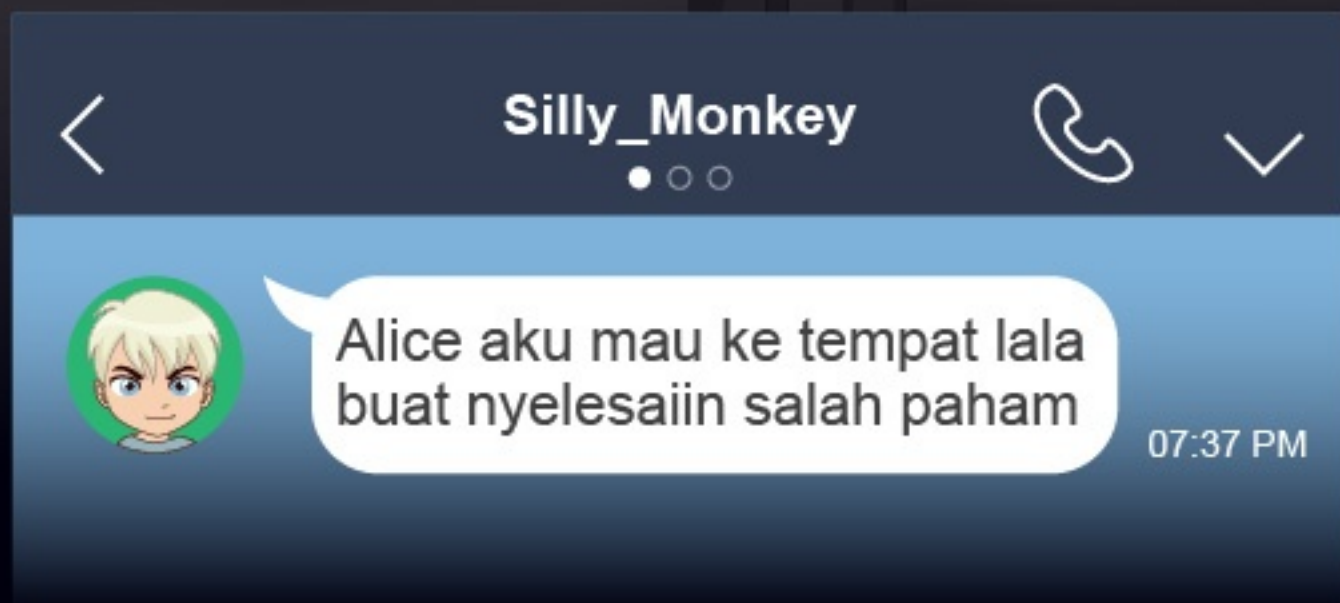 Silly_Monkey
Alice aku mau ke tempat lala
buat nyelesaiin salah paham
07:37 PM